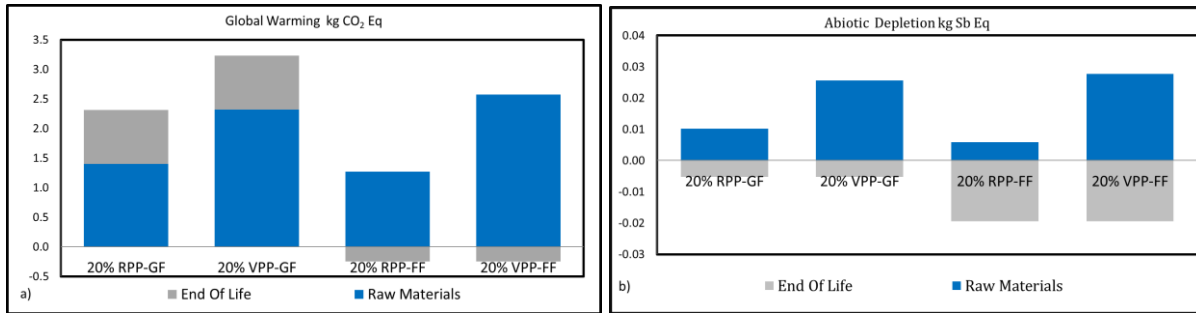 Global Warming kg CO₂ Eq
3.5
3.0
2.5
2.0
1.5
1.0
0.5
0.0
-0.5
20% RPP-GF 20% VPP-GF 20% RPP-FF 20% VPP-FF
a) End Of Life Raw Materials
Abiotic Depletion kg Sb Eq
0.04
0.03
0.02
0.01
0.00
-0.01
-0.02
-0.03
20% RPP-GF 20% VPP-GF 20% RPP-FF 20% VPP-FF
b) End Of Life Raw Materials